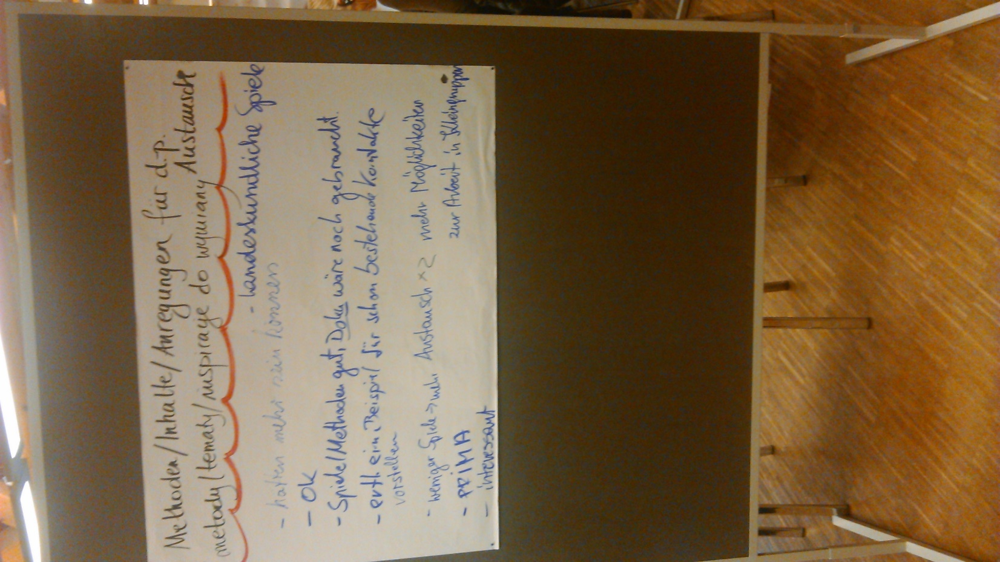 Methoden/Inhalte/Anregungen für d.-p.
Austausch
metody/tematy/inspiracje do wymiany
- Landeskundliche Spiele
- hätten mehr sein können
- OK
- Spiele/Methoden gut, Doku wäre noch gebraucht.
- evtl. ein Beispiel für schon bestehende Kontakte
vorstellen
- weniger Spiele → mehr Austausch x 2 mehr Möglichkeiten
zur Arbeit in Kleingruppen
- PRIMA
- interessant